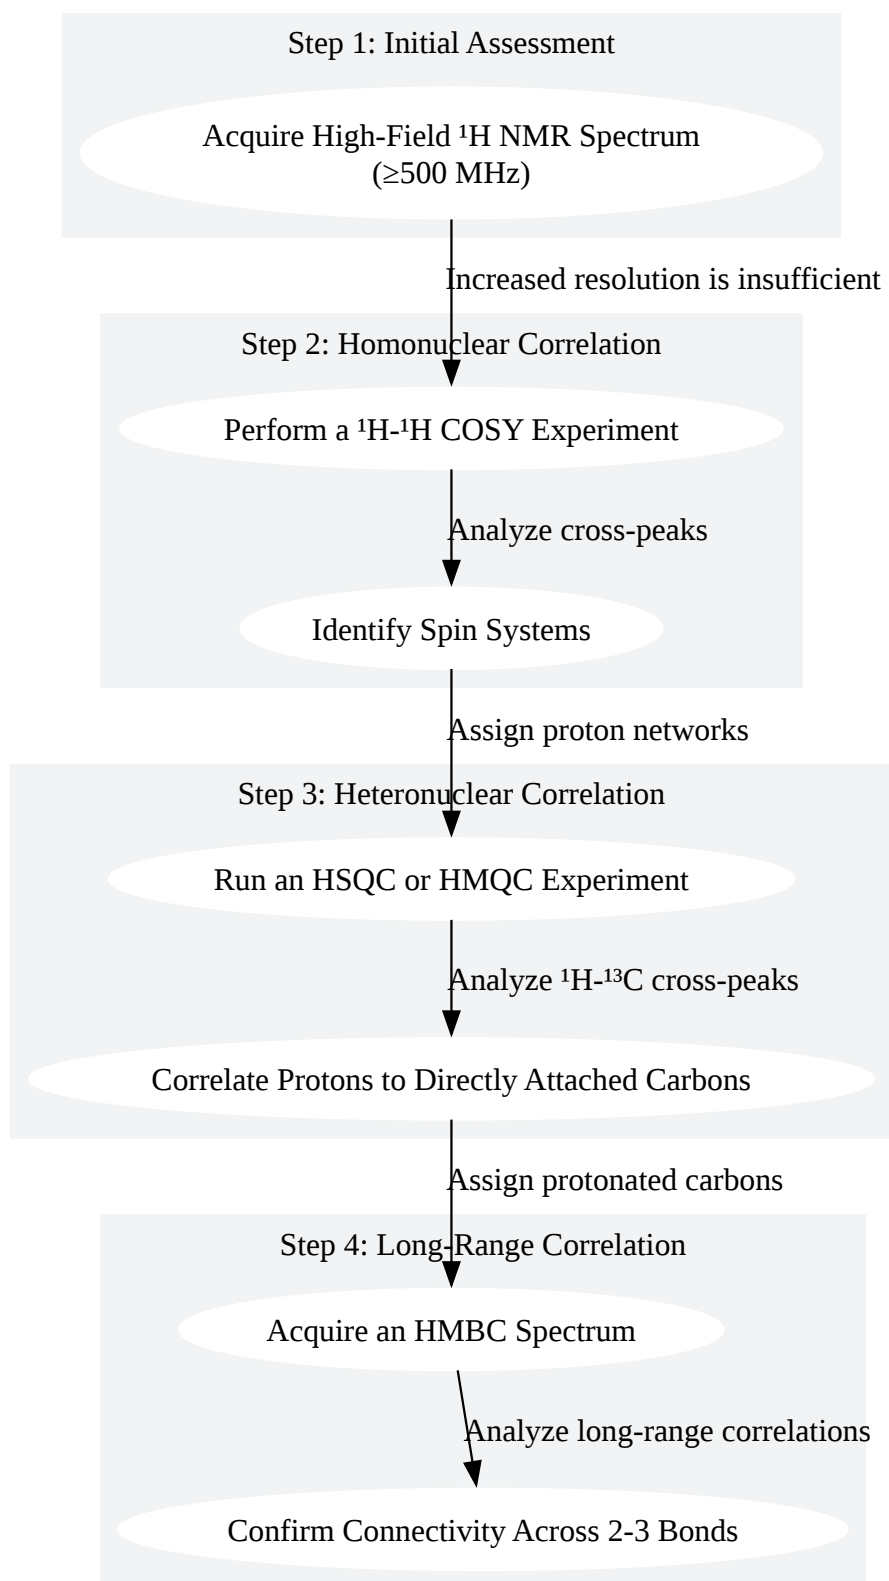 Step 1: Initial Assessment
Acquire High-Field ¹H NMR Spectrum
(≥500 MHz)
Increased resolution is insufficient
Step 2: Homonuclear Correlation
Perform a ¹H-¹H COSY Experiment
Analyze cross-peaks
Identify Spin Systems
Assign proton networks
Step 3: Heteronuclear Correlation
Run an HSQC or HMQC Experiment
Analyze ¹H-¹³C cross-peaks
Correlate Protons to Directly Attached Carbons
Assign protonated carbons
Step 4: Long-Range Correlation
Acquire an HMBC Spectrum
Analyze long-range correlations
Confirm Connectivity Across 2-3 Bonds